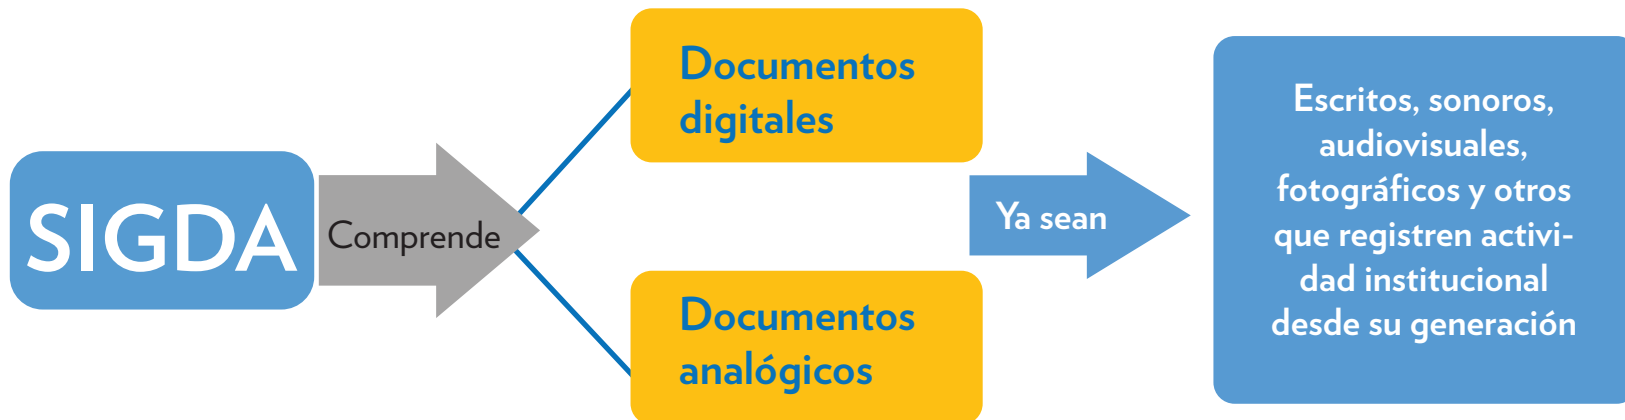 SIGDA
Comprende
Documentos
digitales
Documentos
analógicos
Ya sean
Escritos, sonoros,
audiovisuales,
fotográficos y otros
que registren activi-
dad institucional
desde su generación